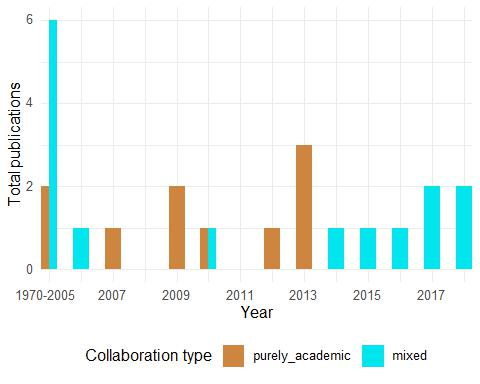 Total publications
6
4
2
0
1970-2005 2007 2009 2011 2013 2015 2017
Year
Collaboration type purely_academic mixed